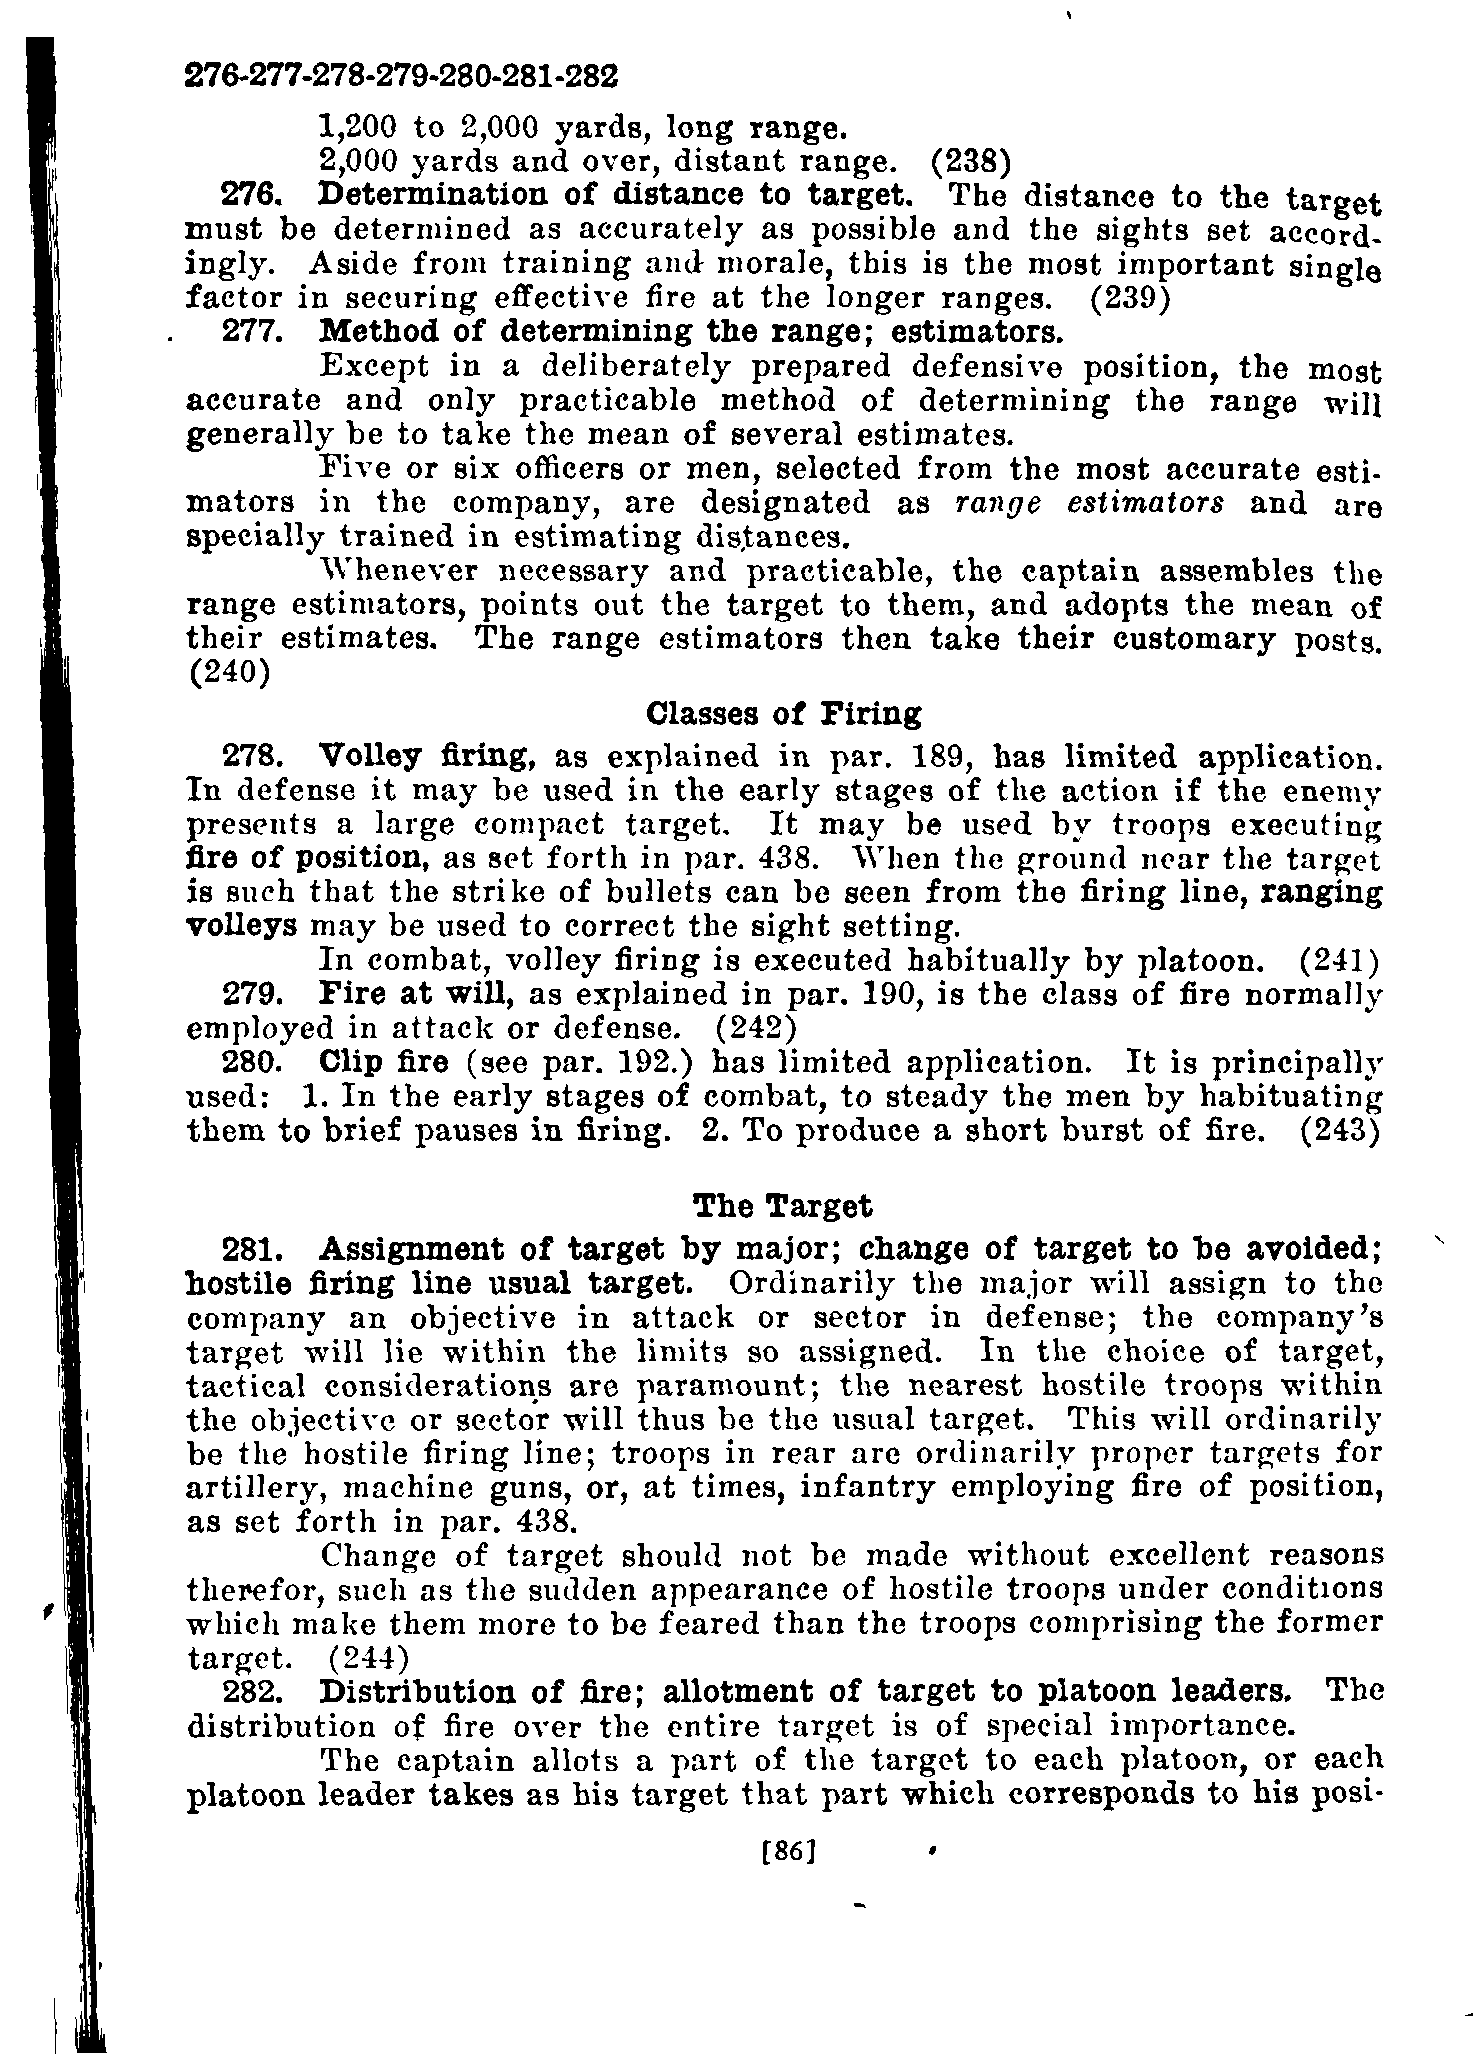 276-277-278-279-280-281-282
1,200 to 2,000 yards, long range.
2,000 yards and over, distant range. (238)
276. Determination of distance to target. The distance to the target
must be determined as accurately as possible and the sights set accord-
ingly. Aside from training and morale, this is the most important single
factor in securing effective fire at the longer ranges. (239)
277. Method of determining the range; estimators.
Except in a deliberately prepared defensive position, the most
accurate and only practicable method of determining the range will
generally be to take the mean of several estimates.
Five or six officers or men, selected from the most accurate esti-
mators in the company, are designated as range estimators and are
specially trained in estimating distances.
Whenever necessary and practicable, the captain assembles the
range estimators, points out the target to them, and adopts the mean of
their estimates. The range estimators then take their customary posts.
(240)
Classes of Firing
278. Volley firing, as explained in par. 189, has limited application.
In defense it may be used in the early stages of the action if the enemy
presents a large compact target. It may be used by troops executing
fire of position, as set forth in par. 438. When the ground near the target
is such that the strike of bullets can be seen from the firing line, ranging
volleys may be used to correct the sight setting.
In combat, volley firing is executed habitually by platoon. (241)
279. Fire at will, as explained in par. 190, is the class of fire normally
employed in attack or defense. (242)
280. Clip fire (see par. 192.) has limited application. It is principally
used: 1. In the early stages of combat, to steady the men by habituating
them to brief pauses in firing. 2. To produce a short burst of fire. (243)
The Target
281. Assignment of target by major; change of target to be avoided;
hostile firing line usual target. Ordinarily the major will assign to the
company an objective in attack or sector in defense; the company's
target will lie within the limits so assigned. In the choice of target,
tactical considerations are paramount; the nearest hostile troops within
the objective or sector will thus be the usual target. This will ordinarily
be the hostile firing line; troops in rear are ordinarily proper targets for
artillery, machine guns, or, at times, infantry employing fire of position,
as set forth in par. 438.
Change of target should not be made without excellent reasons
therefor, such as the sudden appearance of hostile troops under conditions
which make them more to be feared than the troops comprising the former
target. (244)
282. Distribution of fire; allotment of target to platoon leaders. The
distribution of fire over the entire target is of special importance.
The captain allots a part of the target to each platoon, or each
platoon leader takes as his target that part which corresponds to his posi-
[86]